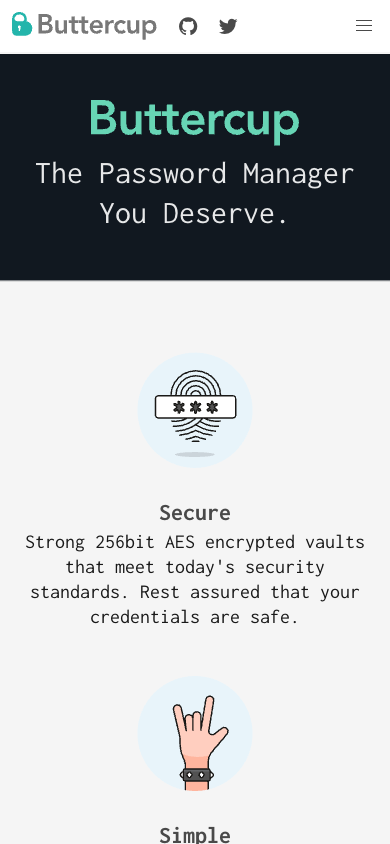 Buttercup
Buttercup
The Password Manager
You Deserve.
***
Secure
Strong 256bit AES encrypted vaults
that meet today's security
standards. Rest assured that your
credentials are safe.
Simple